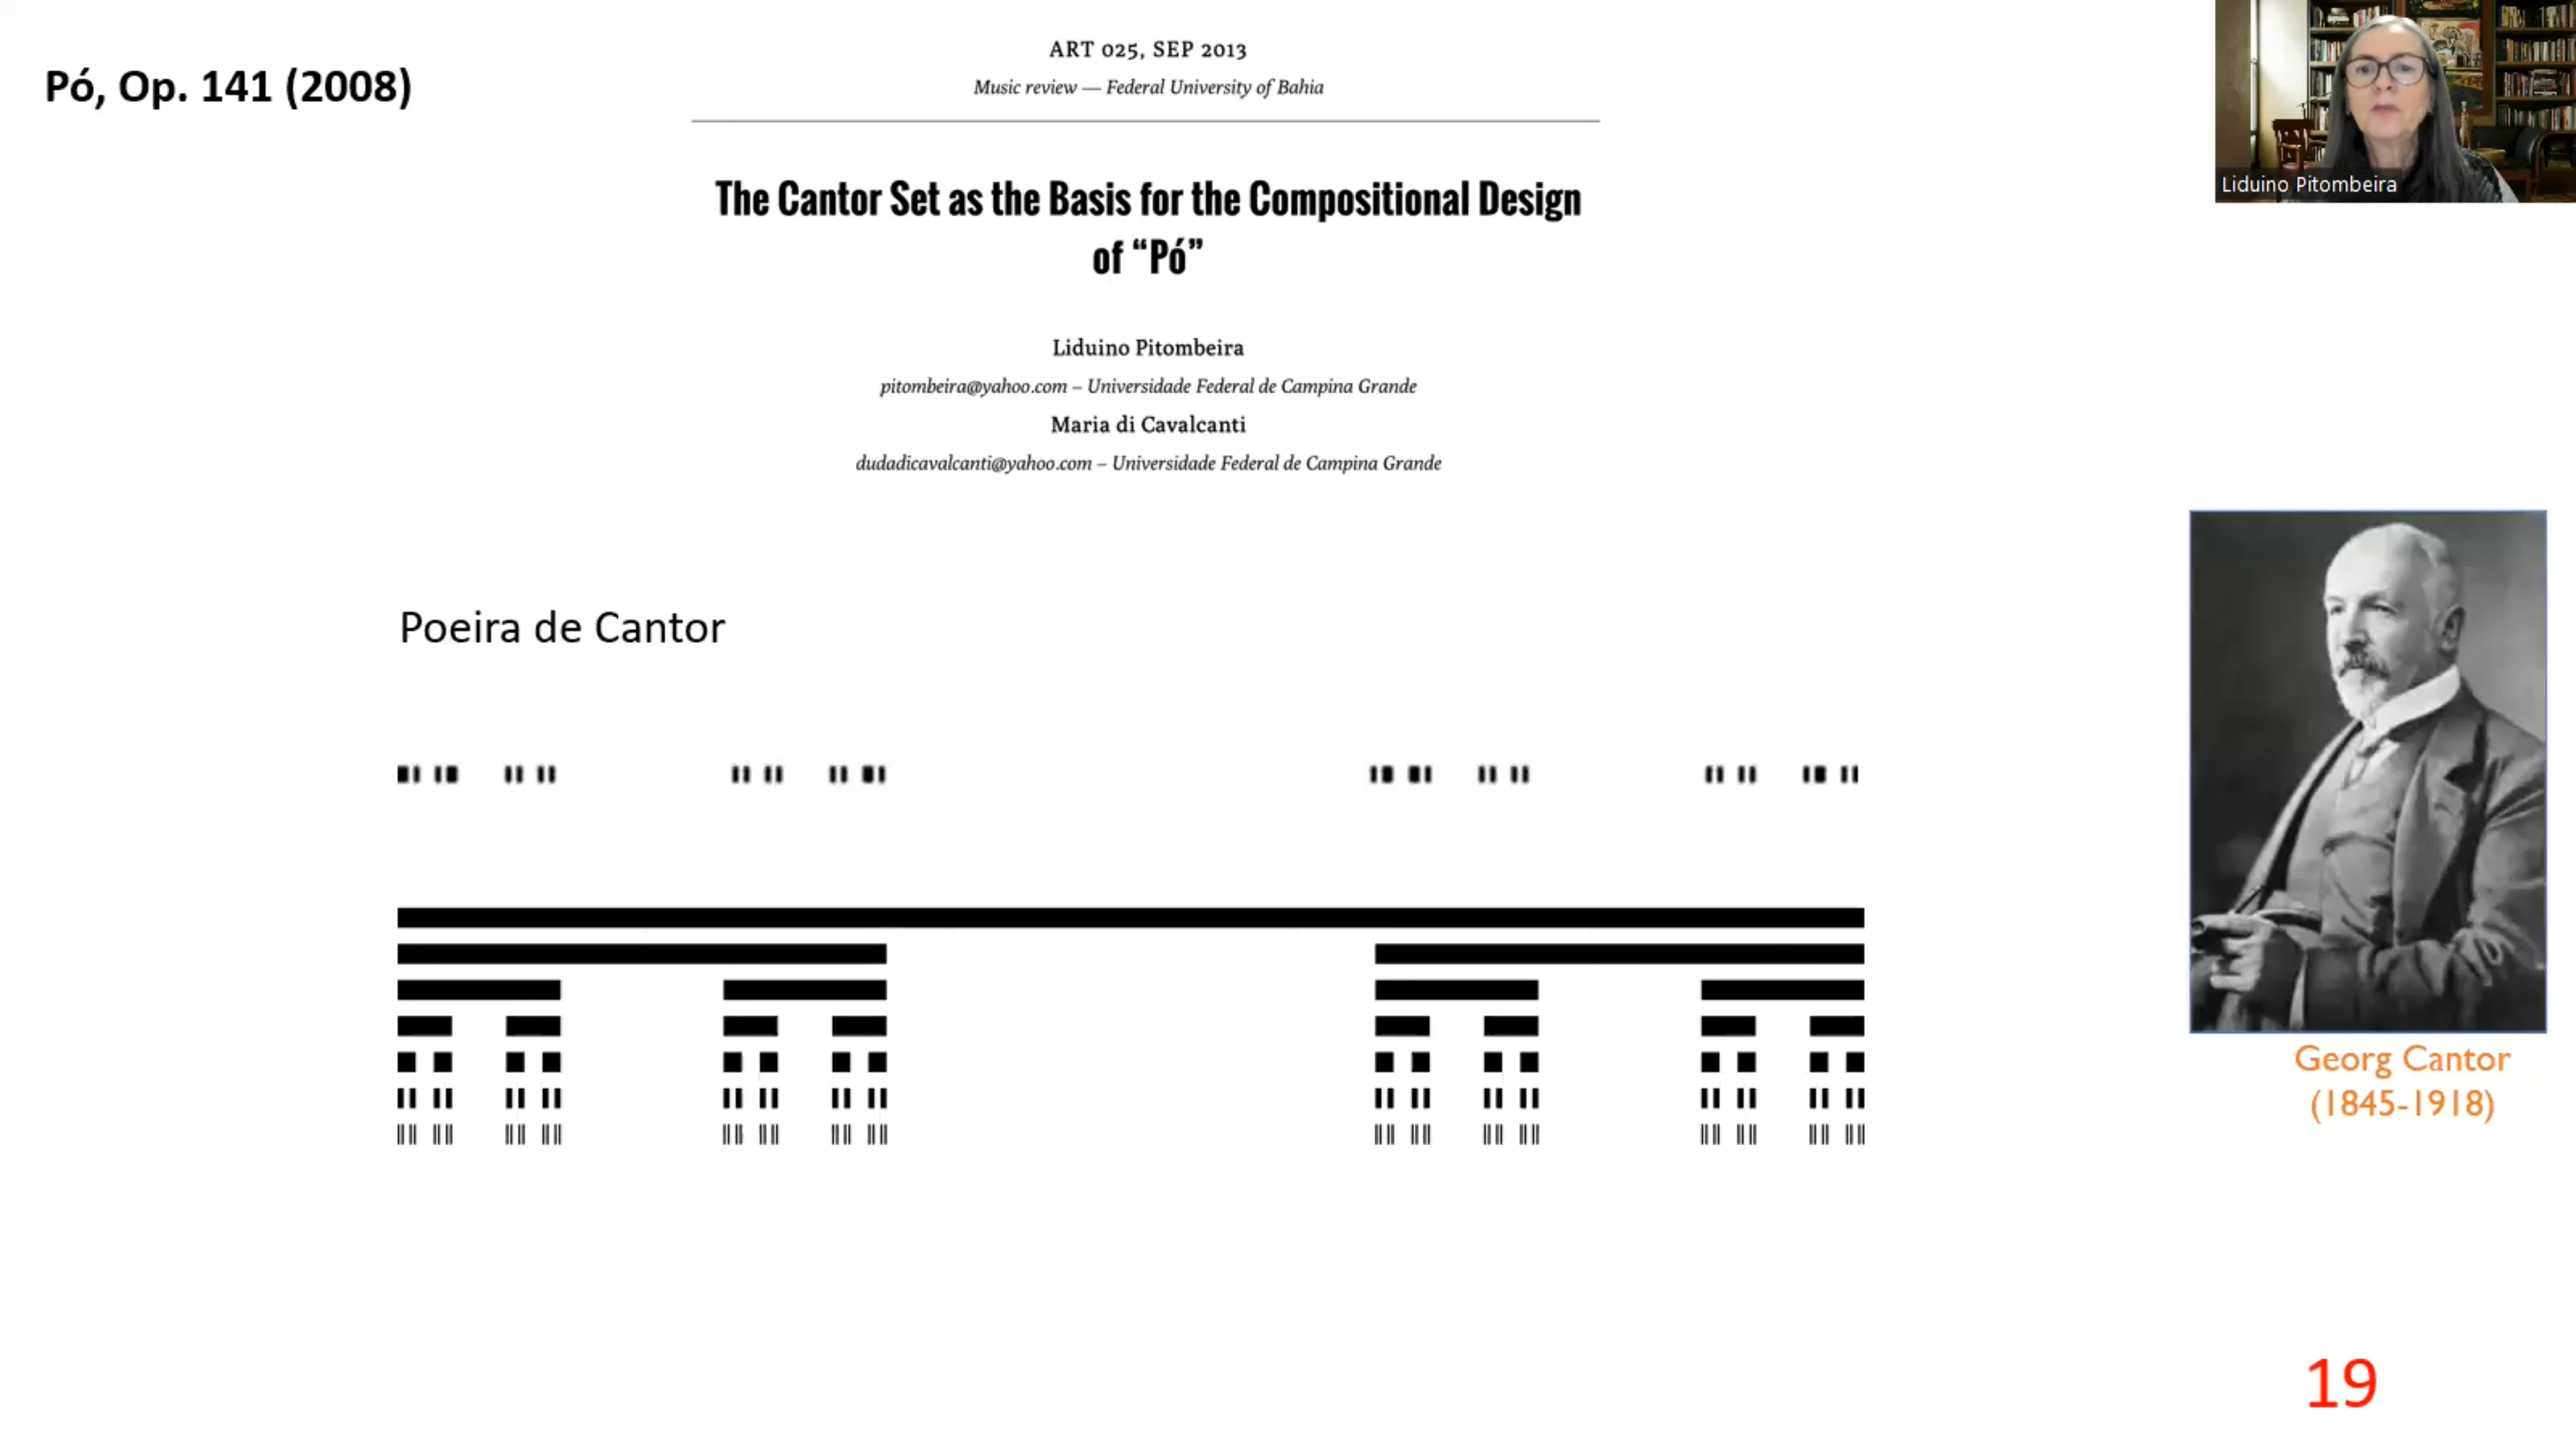 Pó, Op. 141 (2008)
ART 025, SEP 2013
Music review — Federal University of Bahia
The Cantor Set as the Basis for the Compositional Design
of “Pó”
Liduino Pitombeira
pitombeira@yahoo.com – Universidade Federal de Campina Grande
Maria di Cavalcanti
dudadicavalcanti@yahoo.com – Universidade Federal de Campina Grande
Liduino Pitombeira
Poeira de Cantor
Georg Cantor
(1845-1918)
19